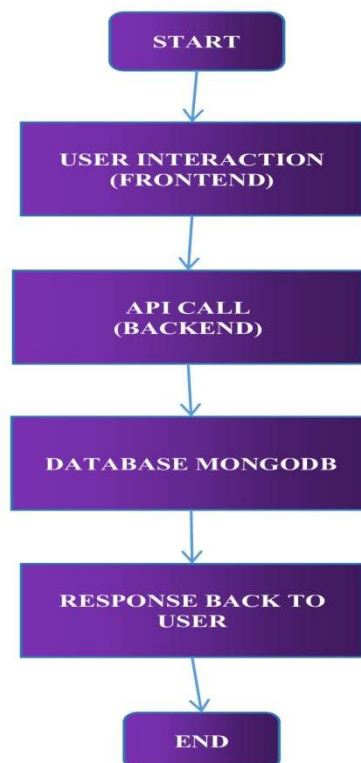 START
USER INTERACTION
(FRONTEND)
API CALL
(BACKEND)
DATABASE MONGODB
RESPONSE BACK TO
USER
END